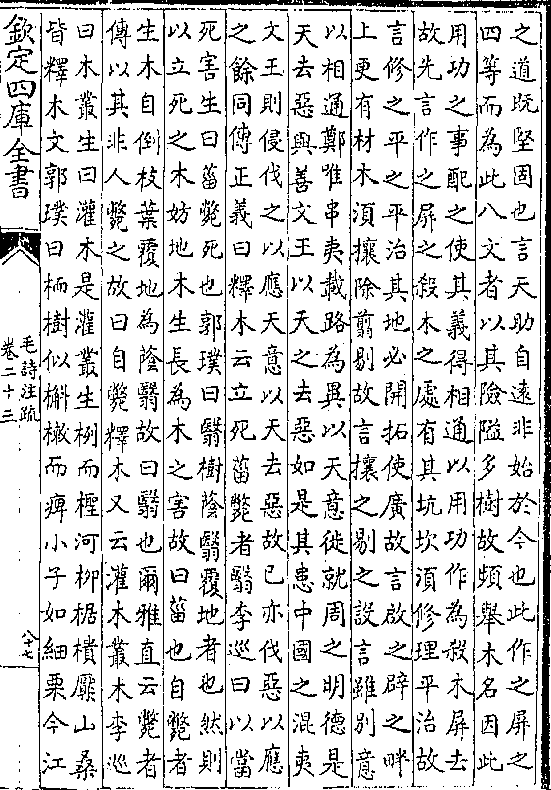 之道既堅固也言天助自遠非始於今也此作之屏之
四等而為此八文者以其險隘多樹故頻舉木名因此
用功之事配之使其義得相通以用功作為殺木屏去
故先言作之屏之殺木之處有其坑坎須修理平治故
言修之平之平治其地必開拓使廣故言啟之辟之畔
上更有材木須攘除翦剔故言攘之剔之設言雖別意
以相通鄭唯串夷載路為異以天意徙就周之明德是
天去惡與善文王以天之去惡如是其患中國之混夷
文王則侵伐之以應天意以天去惡故已亦伐惡以應
之餘同傳正義曰釋木云立死菑斃者翳李巡曰以當
死害生曰菑斃死也郭璞曰翳樹蔭翳覆地者也然則
以立死之木妨地木生長為木之害故曰菑也自斃者
生木自倒枝葉覆地為蔭翳故曰翳也爾雅直云斃者
傳以其非人斃之故曰自斃釋木又云灌木叢木李巡
曰木叢生曰灌木是灌叢生栵而檉河柳椐樻檿山桑
皆釋木文郭璞曰栵樹似槲樕而痺小子如細栗今江
欽定四庫全書
毛詩注疏
卷二十三
八十七